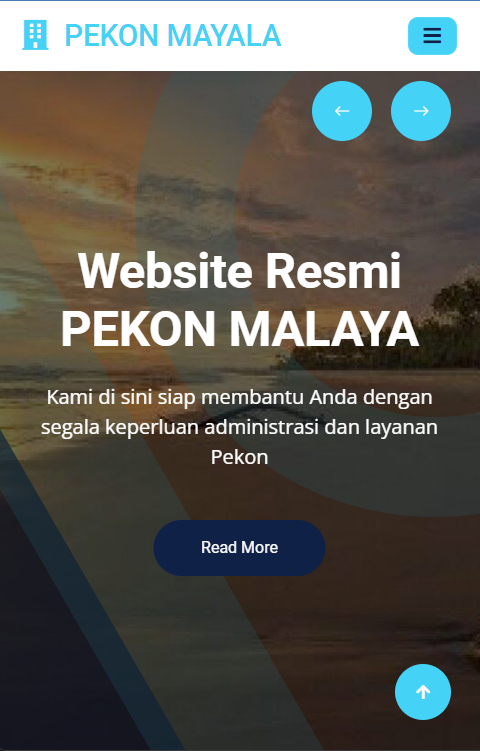 PEKON MAYALA
Website Resmi
PEKON MALAYA
Kami di sini siap membantu Anda dengan
segala keperluan administrasi dan layanan
Pekon
Read More